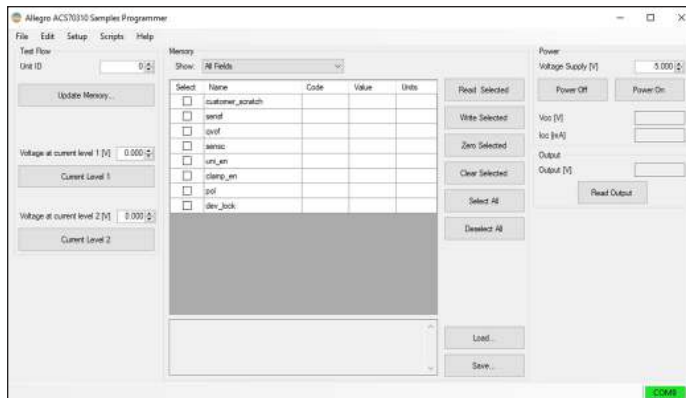 Allegro ACS70310 Samples Programmer
File Edit Setup Scripts Help
Test Flow
Unit ID 0
Update Memory...
Voltage at current level 1 [V] 0.000
Current Level 1
Voltage at current level 2 [V] 0.000
Current Level 2
Memory
Show: All Fields
Select Name Code Value Units
customer_scratch
sensf
qvof
sensc
uni_en
clamp_en
pol
dev_lock
Read Selected
Write Selected
Zero Selected
Clear Selected
Select All
Deselect All
Load...
Save...
Power
Voltage Supply [V] 5.000
Power Off Power On
Vcc [V]
Icc [mA]
Output
Output [V]
Read Output